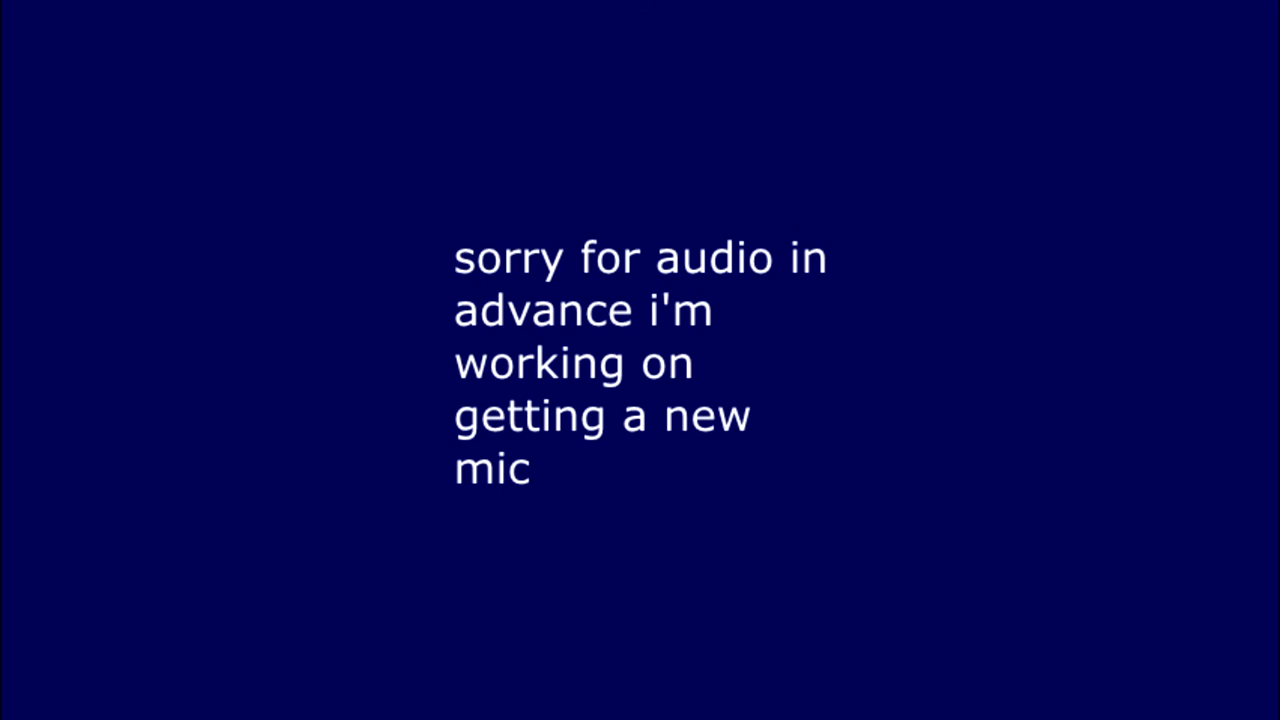 sorry for audio in
advance i'm
working on
getting a new
mic